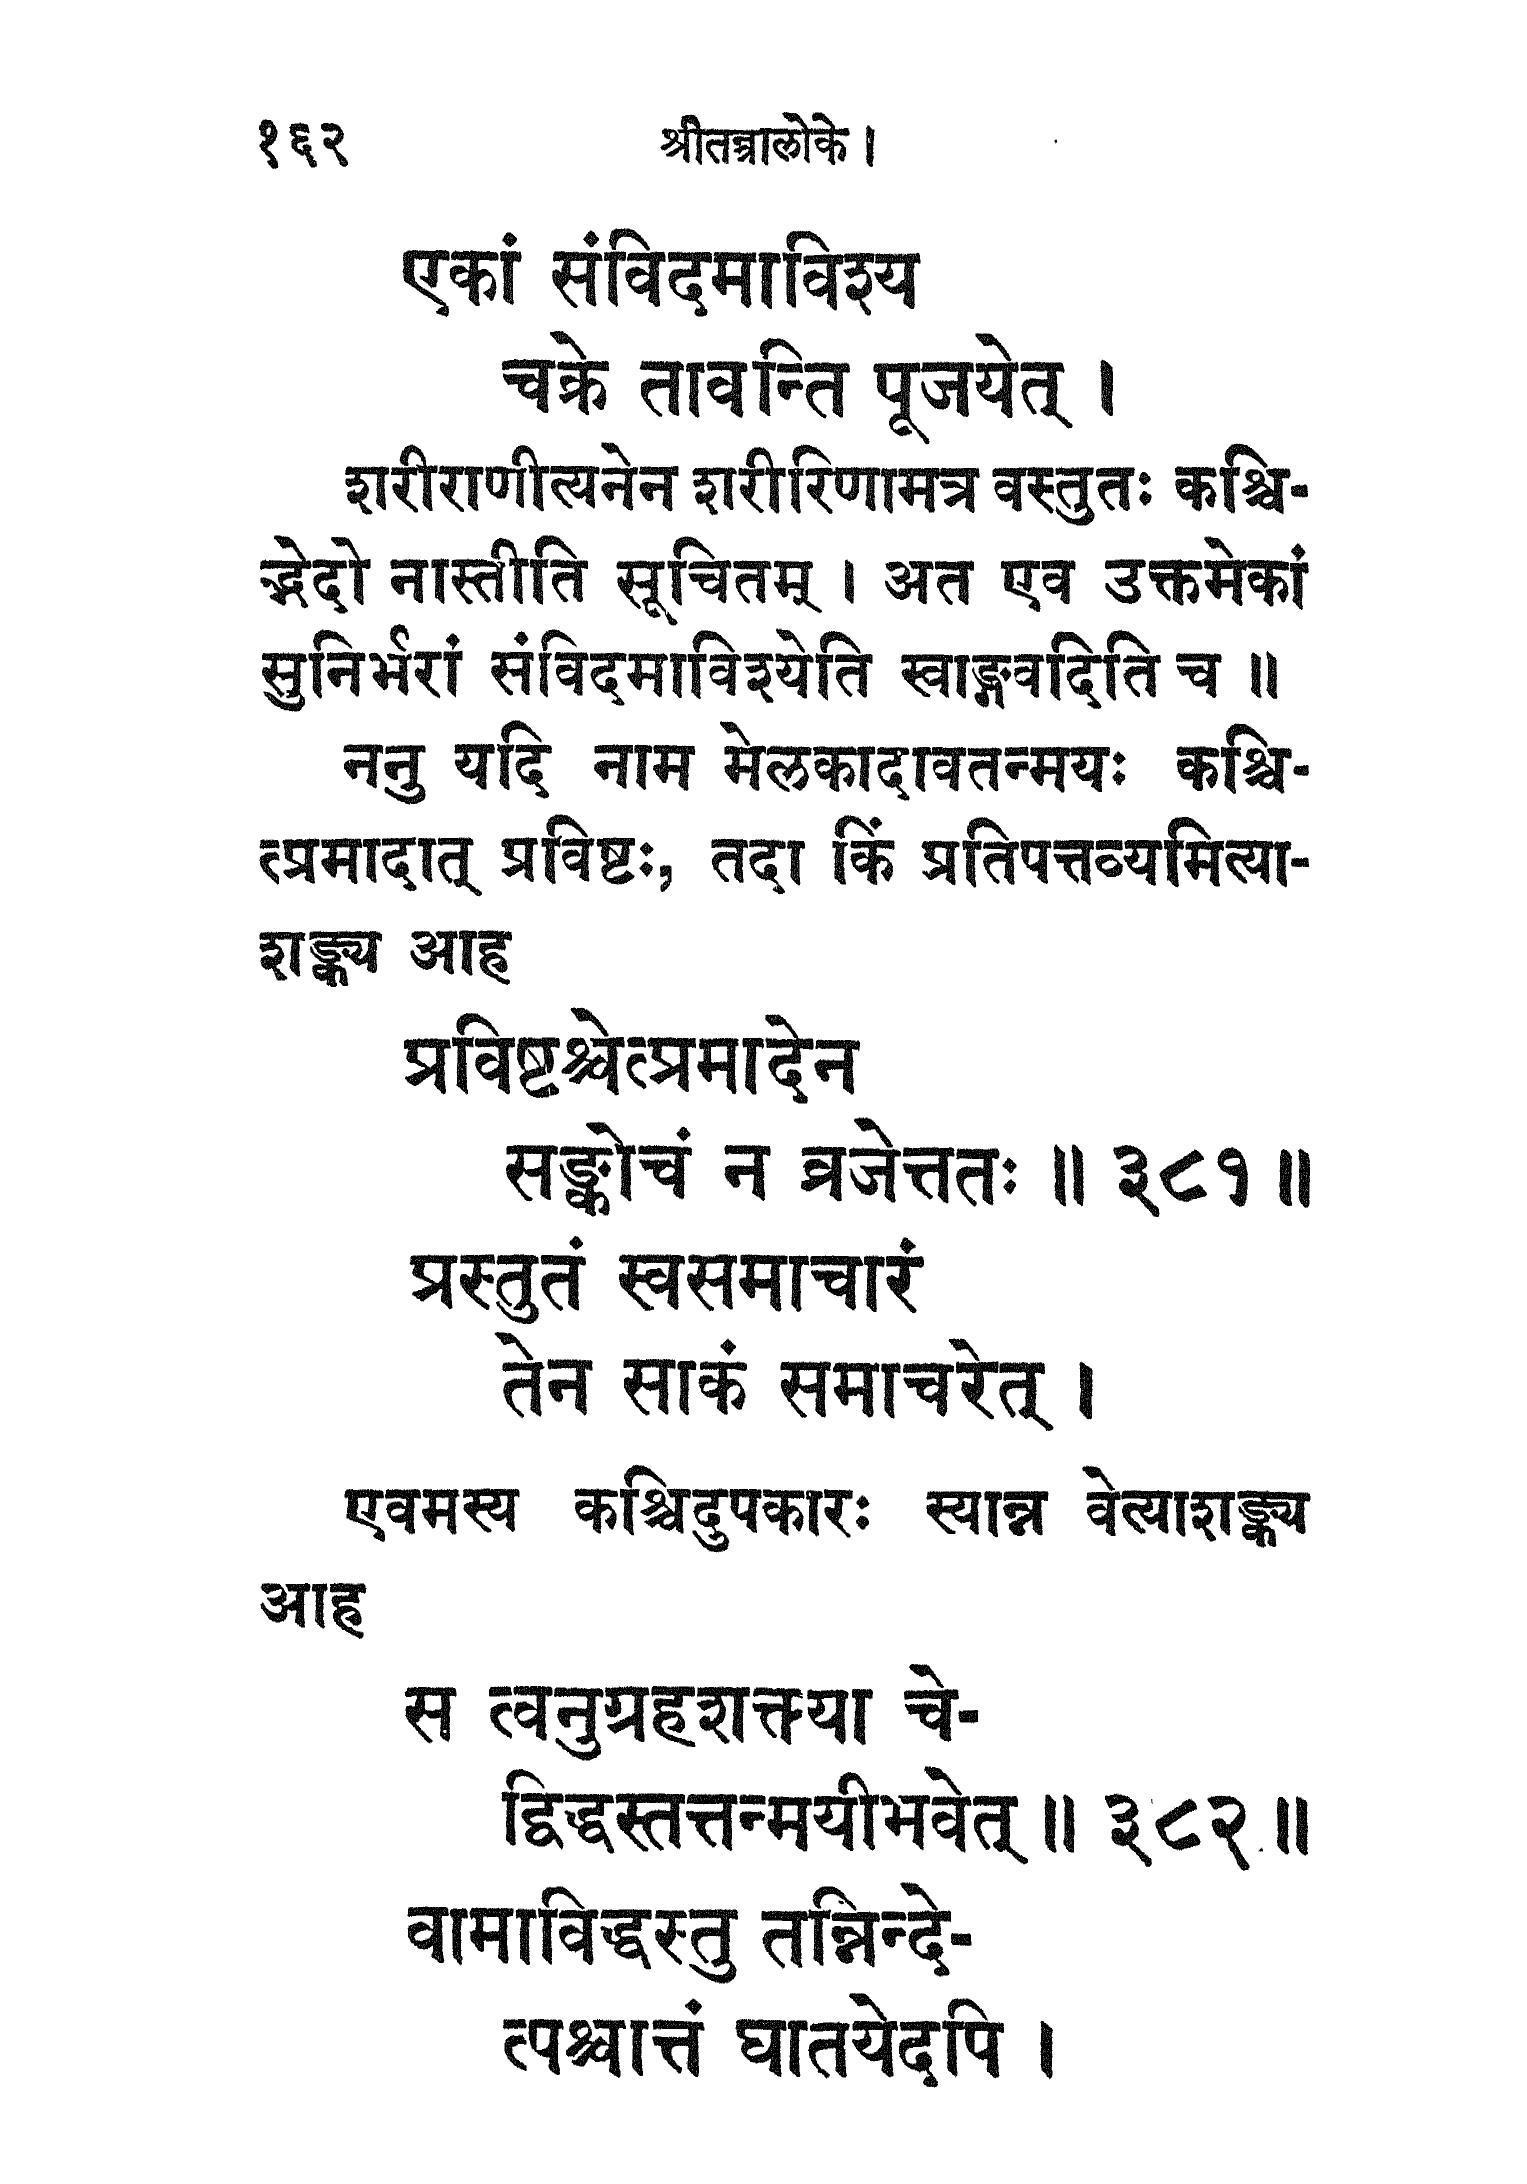 १६२ श्रीतन्त्रालोके ।
एकां संविदमाविश्य
चक्रे तावन्ति पूजयेत् ।
शरीराणीत्यनेन शरीरिणामत्र वस्तुतः कश्चि-
द्भेदो नास्तीति सूचितम् । अत एव उक्तमेकां
सुनिर्भरां संविदमाविश्येति स्वाङ्गवदिति च ॥
ननु यदि नाम मेलकादावतन्मयः कश्चि-
त्प्रमादात् प्रविष्टः, तदा किं प्रतिपत्तव्यमित्या-
शङ्क्य आह
प्रविष्टश्चेत्प्रमादेन
सङ्कोचं न व्रजेत्ततः ॥ ३८१ ॥
प्रस्तुतं स्वसमाचारं
तेन साकं समाचरेत् ।
एवमस्य कश्चिदुपकारः स्यान्न वेत्याशङ्क्य
आह
स त्वनुग्रहशक्त्या चे-
द्विद्धस्तत्तन्मयीभवेत् ॥ ३८२ ॥
वामाविद्धस्तु तन्निन्दे-
त्पश्चात्तं घातयेदपि ।